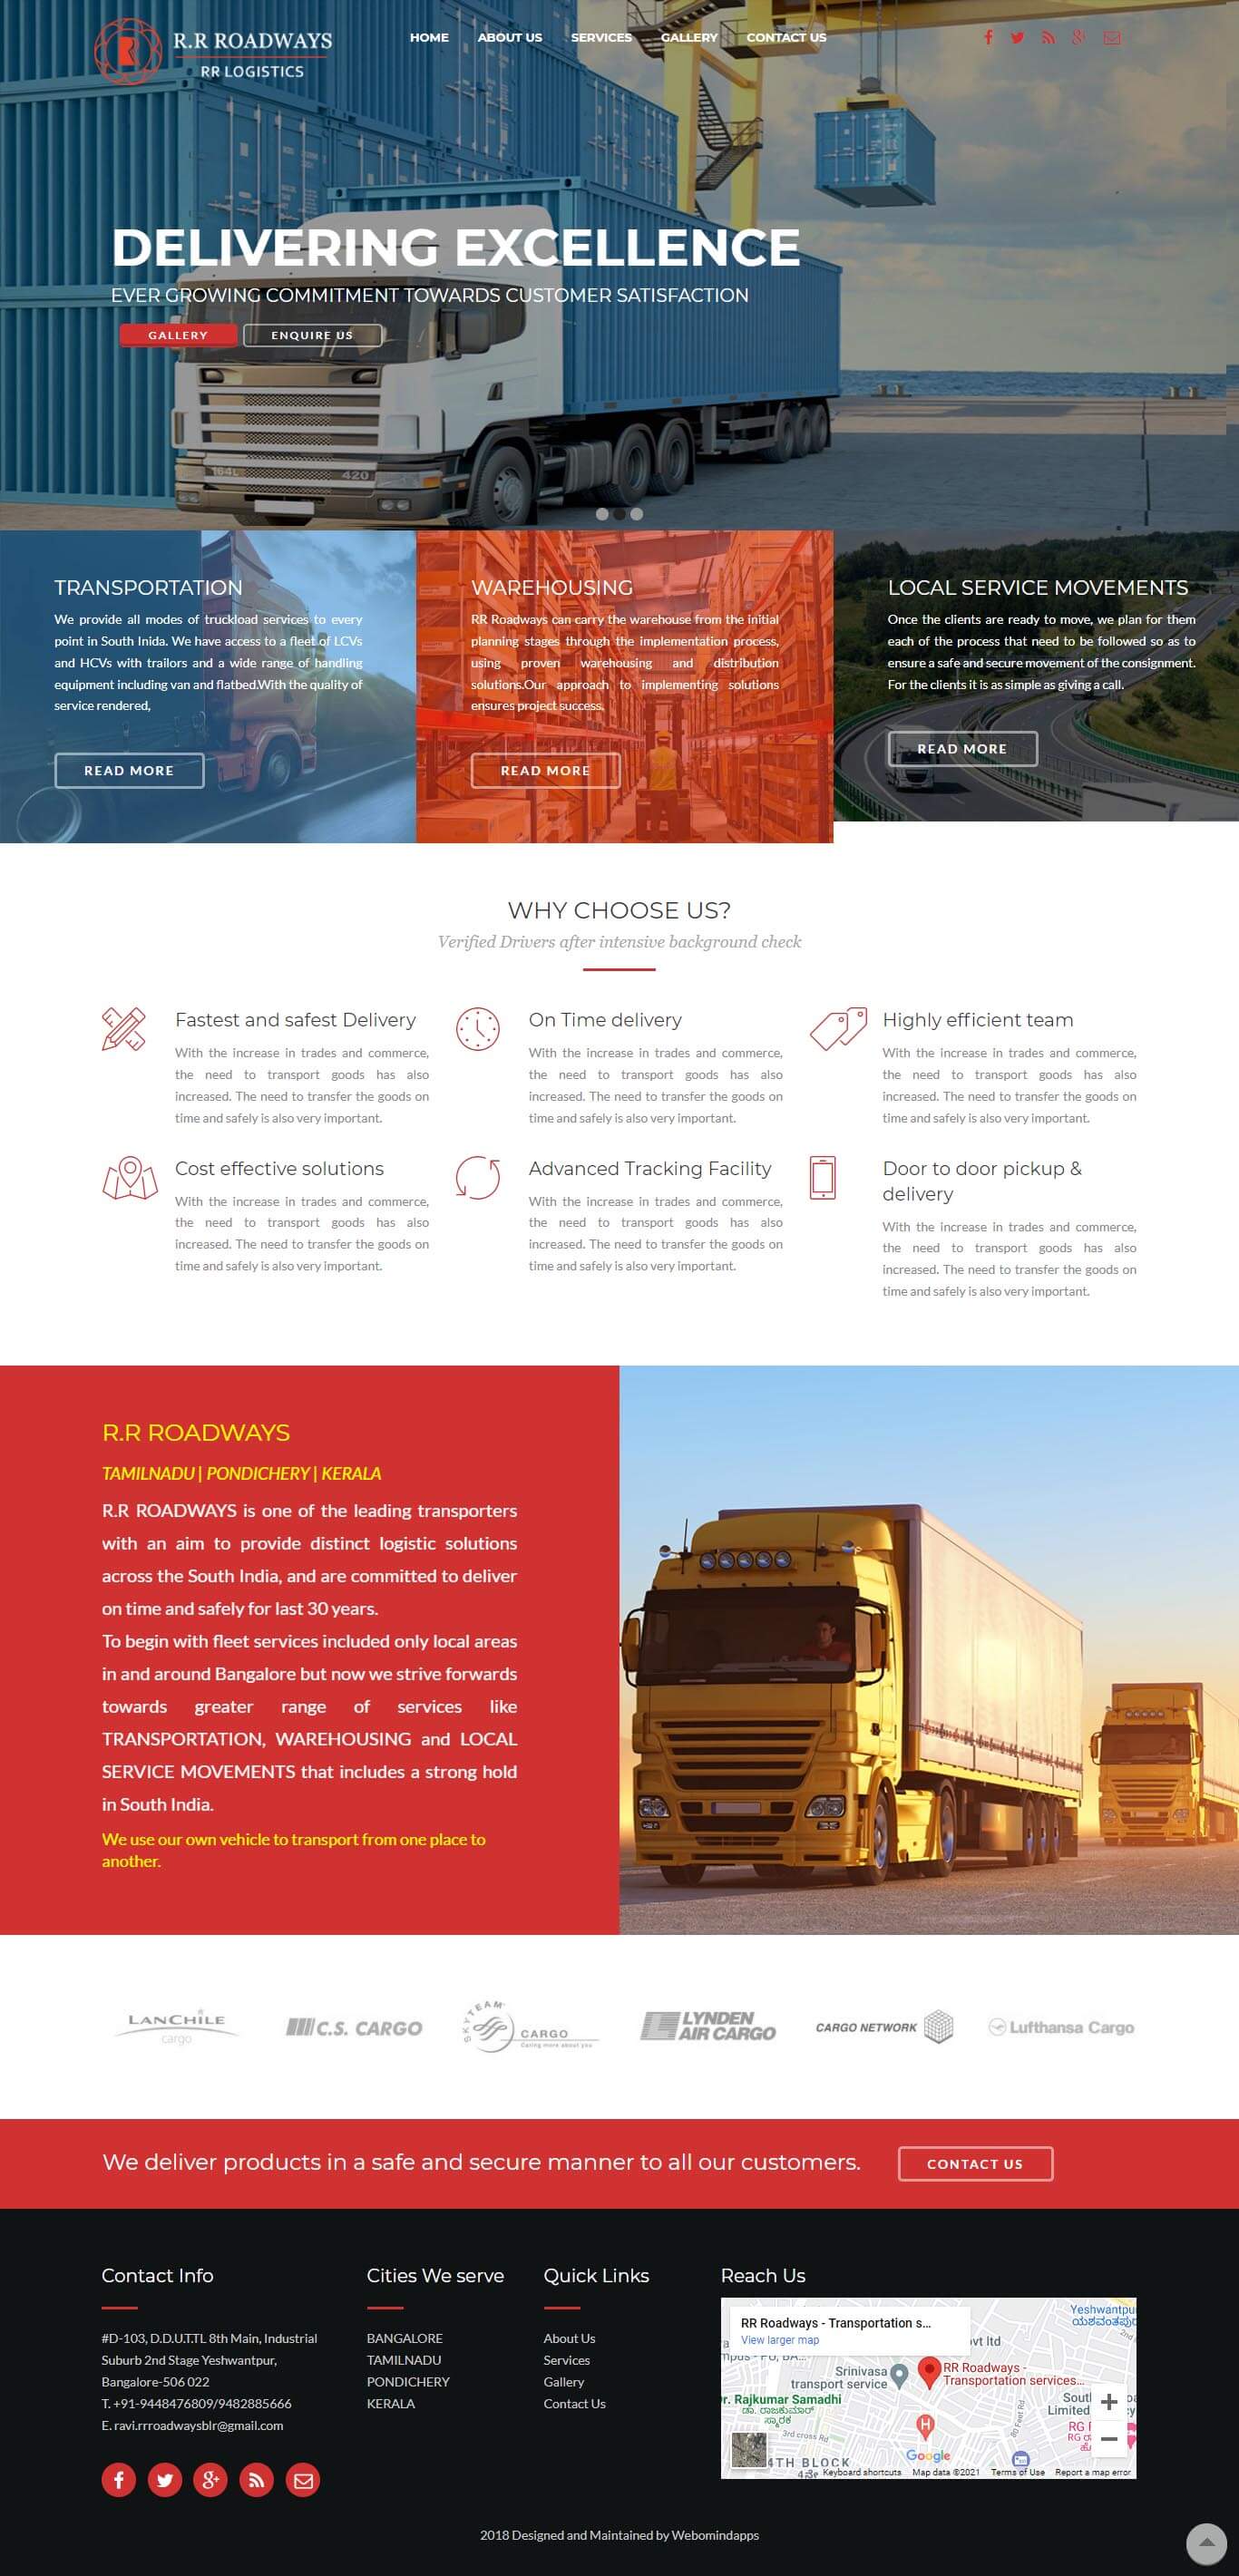 R.R ROADWAYS
RR LOGISTICS
HOME ABOUT US SERVICES GALLERY CONTACT US
DELIVERING EXCELLENCE
EVER GROWING COMMITMENT TOWARDS CUSTOMER SATISFACTION
GALLERY ENQUIRE US
164L 420
TRANSPORTATION
We provide all modes of truckload services to every
point in South Inida. We have access to a fleet of LCVs
and HCVs with trailors and a wide range of handling
equipment including van and flatbed.With the quality of
service rendered,
READ MORE
WAREHOUSING
RR Roadways can carry the warehouse from the initial
planning stages through the implementation process,
using proven warehousing and distribution
solutions.Our approach to implementing solutions
ensures project success.
READ MORE
LOCAL SERVICE MOVEMENTS
Once the clients are ready to move, we plan for them
each of the process that need to be followed so as to
ensure a safe and secure movement of the consignment.
For the clients it is as simple as giving a call.
READ MORE
WHY CHOOSE US?
Verified Drivers after intensive background check
Fastest and safest Delivery
With the increase in trades and commerce,
the need to transport goods has also
increased. The need to transfer the goods on
time and safely is also very important.
On Time delivery
With the increase in trades and commerce,
the need to transport goods has also
increased. The need to transfer the goods on
time and safely is also very important.
Highly efficient team
With the increase in trades and commerce,
the need to transport goods has also
increased. The need to transfer the goods on
time and safely is also very important.
Cost effective solutions
With the increase in trades and commerce,
the need to transport goods has also
increased. The need to transfer the goods on
time and safely is also very important.
Advanced Tracking Facility
With the increase in trades and commerce,
the need to transport goods has also
increased. The need to transfer the goods on
time and safely is also very important.
Door to door pickup &
delivery
With the increase in trades and commerce,
the need to transport goods has also
increased. The need to transfer the goods on
time and safely is also very important.
R.R ROADWAYS
TAMILNADU | PONDICHERY | KERALA
R.R ROADWAYS is one of the leading transporters
with an aim to provide distinct logistic solutions
across the South India, and are committed to deliver
on time and safely for last 30 years.
To begin with fleet services included only local areas
in and around Bangalore but now we strive forwards
towards greater range of services like
TRANSPORTATION, WAREHOUSING and LOCAL
SERVICE MOVEMENTS that includes a strong hold
in South India.
We use our own vehicle to transport from one place to
another.
LANCHILE
cargo
C.S. CARGO
SKYTEAM
CARGO
Caring more about you
LYNDEN
AIR CARGO
CARGO NETWORK
Lufthansa Cargo
We deliver products in a safe and secure manner to all our customers.
CONTACT US
Contact Info
#D-103, D.D.U.T.TL 8th Main, Industrial
Suburb 2nd Stage Yeshwantpur,
Bangalore-506 022
T. +91-9448476809/9482885666
E. ravi.rrroadwaysblr@gmail.com
Cities We serve
BANGALORE
TAMILNADU
PONDICHERY
KERALA
Quick Links
About Us
Services
Gallery
Contact Us
Reach Us
RR Roadways - Transportation s...
View larger map
Yeshwantpur
ಯಶವಂತಪುರ
vt ltd
Srinivasa
transport service
RR Roadways -
Transportation services...
Dr. Rajkumar Samadhi
ಡಾ. ರಾಜಕುಮಾರ್
ಸ್ಮಾರಕ
3rd cross Rd
80 Feet Rd
Limited
RG
4TH BLOCK
4ನೇ
Google
Keyboard shortcuts Map data ©2021 Terms of Use Report a map error
2018 Designed and Maintained by Webomindapps